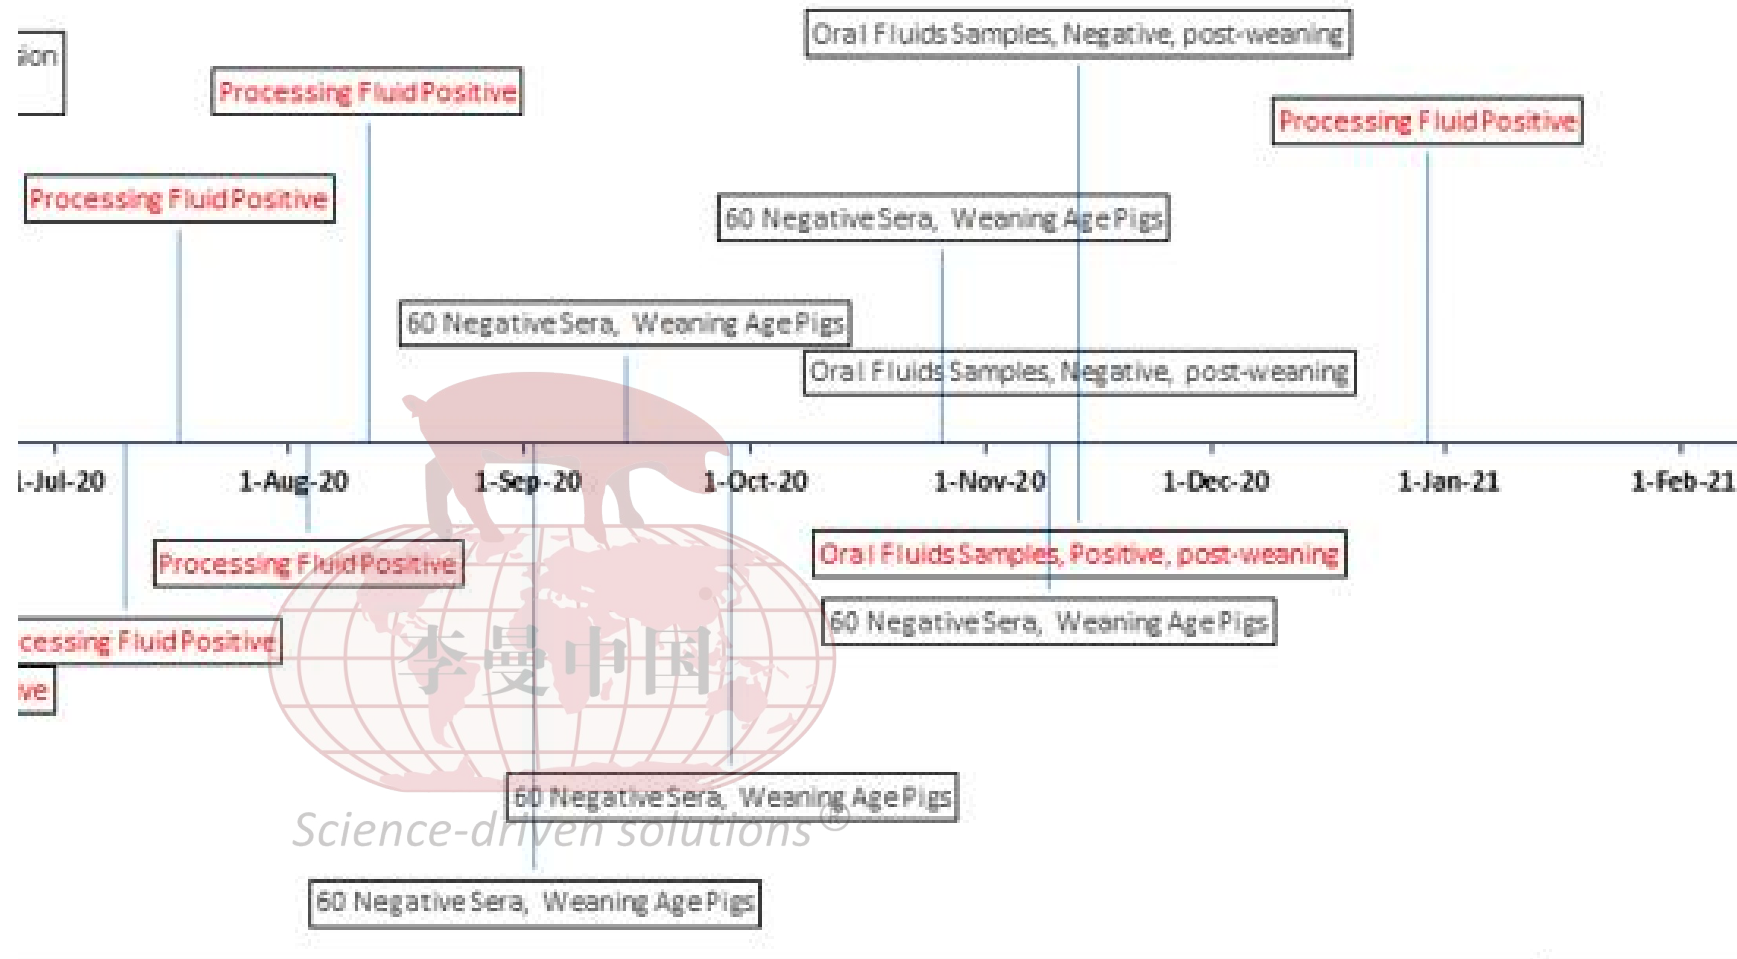 Oral Fluids Samples, Negative, post-weaning
ion
Processing Fluid Positive
Processing Fluid Positive
Processing Fluid Positive
60 Negative Sera, Weaning Age Pigs
60 Negative Sera, Weaning Age Pigs
Oral Fluids Samples, Negative, post-weaning
1-Jul-20 1-Aug-20 1-Sep-20 1-Oct-20 1-Nov-20 1-Dec-20 1-Jan-21 1-Feb-21
Oral Fluids Samples, Positive, post-weaning
Processing Fluid Positive
60 Negative Sera, Weaning Age Pigs
cessing Fluid Positive
李曼中国
ve
60 Negative Sera, Weaning Age Pigs
Science-driven solutions ®
60 Negative Sera, Weaning Age Pigs